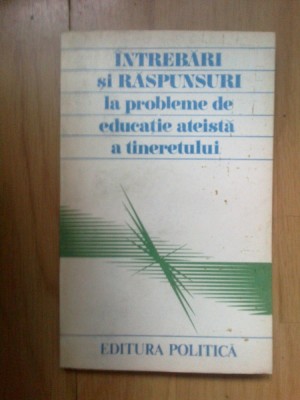 ÎNTREBĂRI
și RĂSPUNSURI
la probleme de
educație ateistă
a tineretului
EDITURA POLITICĂ